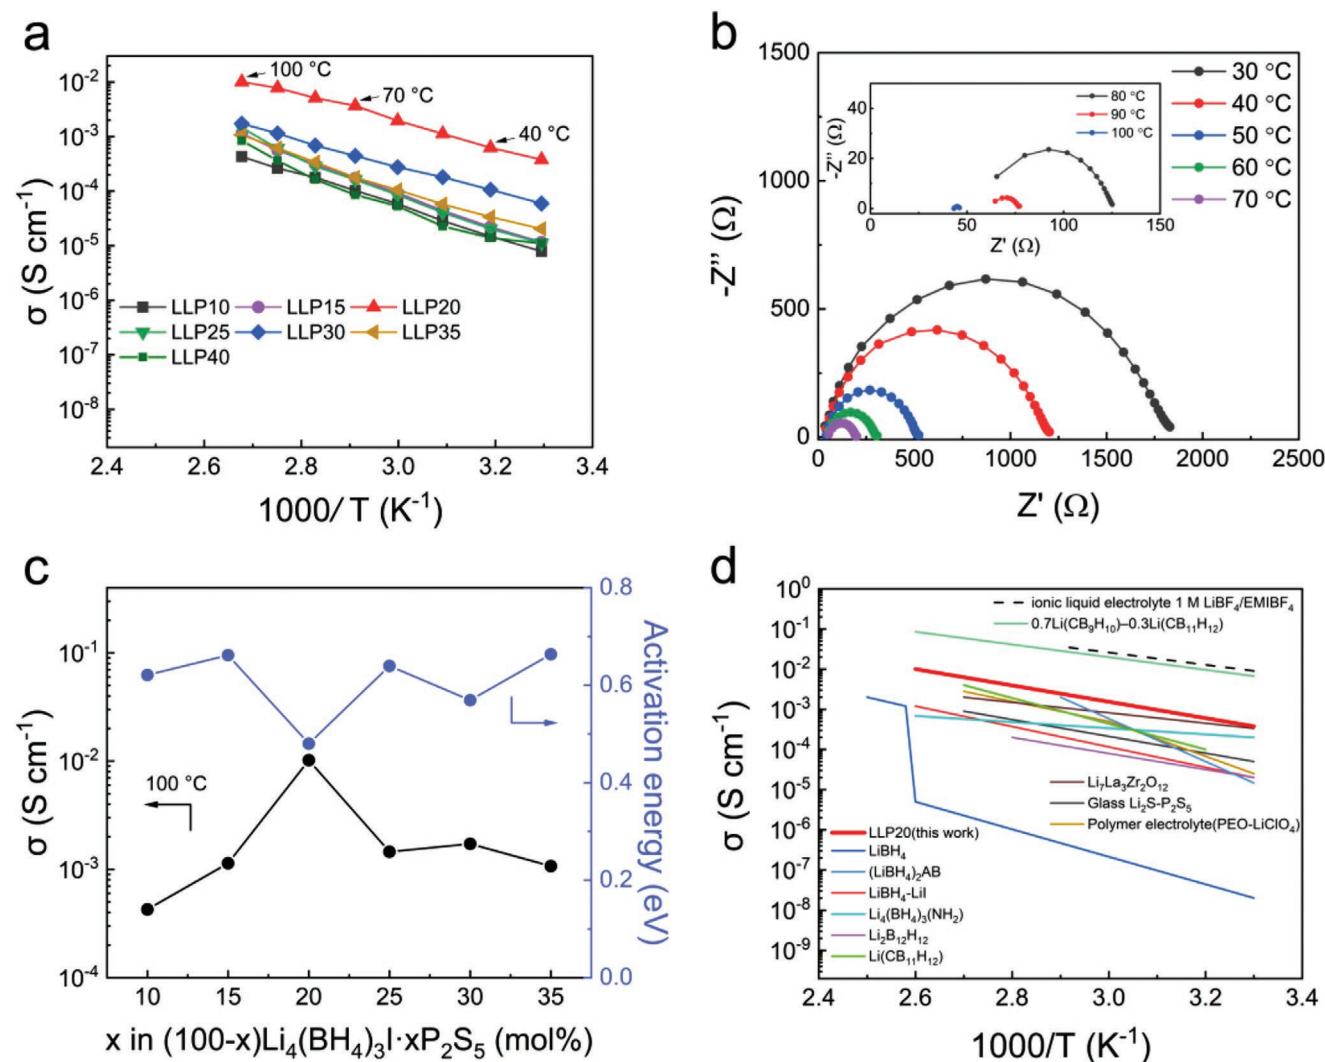 a
100 °C
70 °C
40 °C
10⁻²
10⁻³
10⁻⁴
10⁻⁵
10⁻⁶
10⁻⁷
10⁻⁸
σ (S cm⁻¹)
LLP10 LLP15 LLP20
LLP25 LLP30 LLP35
LLP40
2.4 2.6 2.8 3.0 3.2 3.4
1000/ T (K⁻¹)
b
1500
1000
500
0
-Z'' (Ω)
30 °C
40 °C
50 °C
60 °C
70 °C
80 °C
90 °C
100 °C
40
20
0
-Z'' (Ω)
0 50 100 150
Z' (Ω)
0 500 1000 1500 2000 2500
Z' (Ω)
c
10⁻¹
10⁻²
10⁻³
10⁻⁴
σ (S cm⁻¹)
100 °C
0.8
0.6
0.4
0.2
0.0
Activation energy (eV)
10 15 20 25 30 35
x in (100-x)Li₄(BH₄)₃I·xP₂S₅ (mol%)
d
10⁰
10⁻¹
10⁻²
10⁻³
10⁻⁴
10⁻⁵
10⁻⁶
10⁻⁷
10⁻⁸
10⁻⁹
σ (S cm⁻¹)
ionic liquid electrolyte 1 M LiBF₄/EMIBF₄
0.7Li(CB₉H₁₀)–0.3Li(CB₁₁H₁₂)
Li₇La₃Zr₂O₁₂
Glass Li₂S-P₂S₅
Polymer electrolyte(PEO-LiClO₄)
LLP20(this work)
LiBH₄
(LiBH₄)₂AB
LiBH₄-LiI
Li₄(BH₄)₃(NH₂)
Li₂B₁₂H₁₂
Li(CB₁₁H₁₂)
2.4 2.6 2.8 3.0 3.2 3.4
1000/T (K⁻¹)